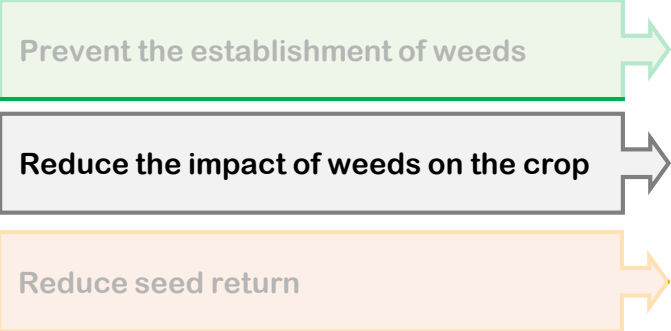 Prevent the establishment of weeds
Reduce the impact of weeds on the crop
Reduce seed return